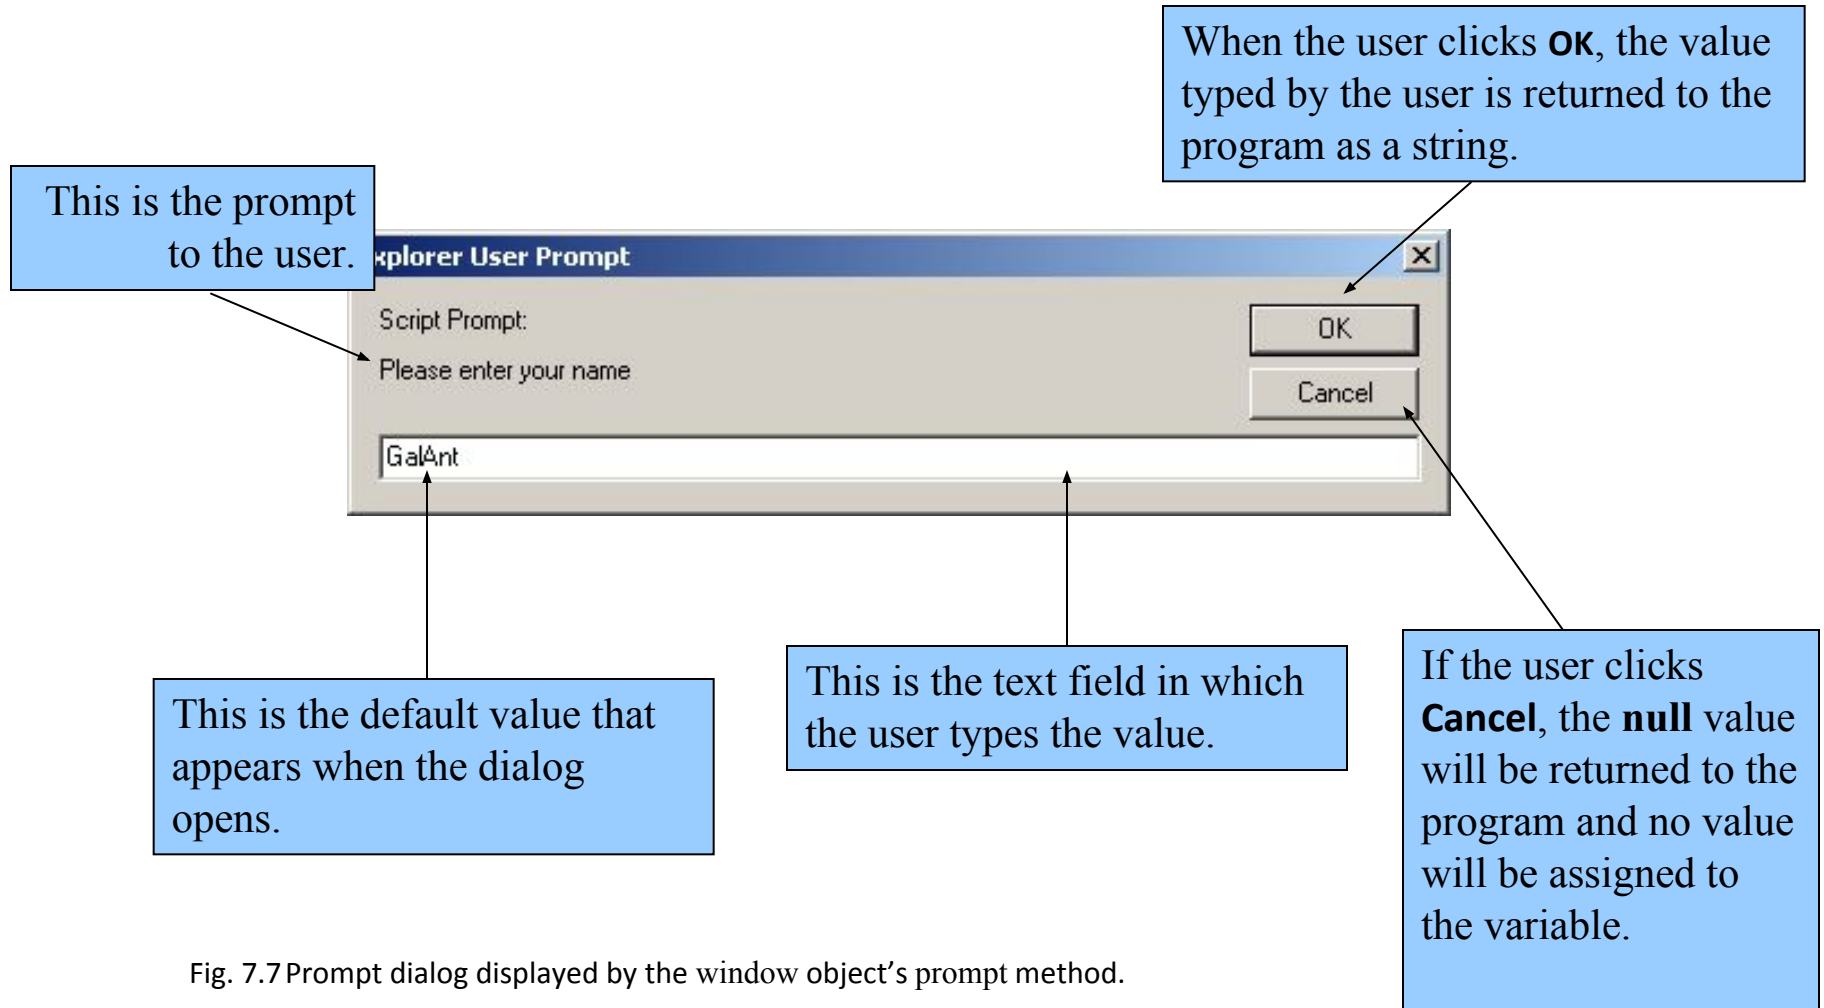 When the user clicks OK, the value
typed by the user is returned to the
program as a string.
This is the prompt
to the user.
xplorer User Prompt
Script Prompt:
OK
Please enter your name
Cancel
GalAnt
This is the default value that
appears when the dialog
opens.
This is the text field in which
the user types the value.
If the user clicks
Cancel, the null value
will be returned to the
program and no value
will be assigned to
the variable.
Fig. 7.7 Prompt dialog displayed by the window object’s prompt method.